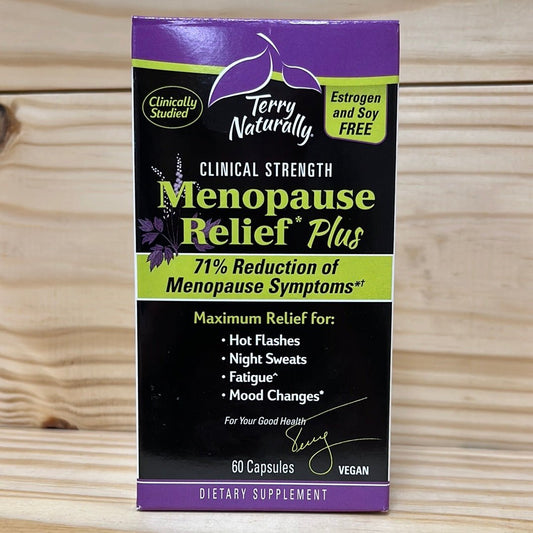 Clinically
Studied
Terry
Naturally®
Estrogen
and Soy
FREE
CLINICAL STRENGTH
Menopause
Relief* Plus
71% Reduction of
Menopause Symptoms*†
Maximum Relief for:
• Hot Flashes
• Night Sweats
• Fatigue^
• Mood Changes*
For Your Good Health
Terry
60 Capsules
VEGAN
DIETARY SUPPLEMENT